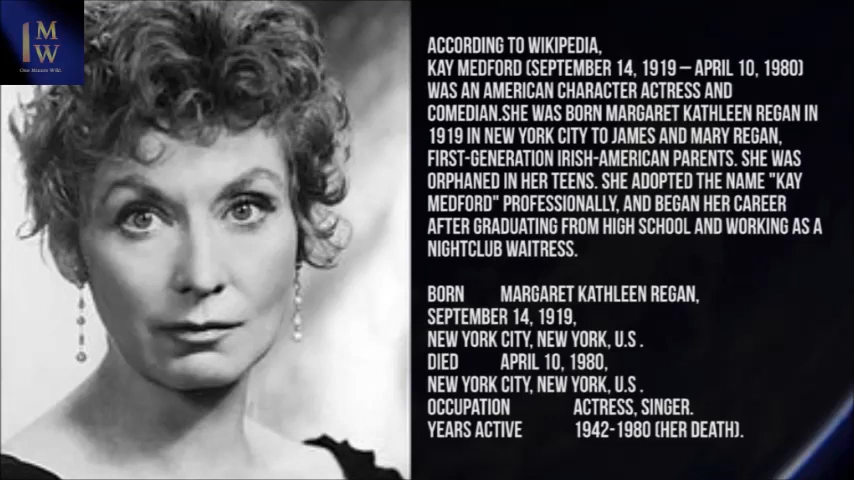 1
M
W
One Minute Wiki
ACCORDING TO WIKIPEDIA,
KAY MEDFORD (SEPTEMBER 14, 1919 – APRIL 10, 1980)
WAS AN AMERICAN CHARACTER ACTRESS AND
COMEDIAN.SHE WAS BORN MARGARET KATHLEEN REGAN IN
1919 IN NEW YORK CITY TO JAMES AND MARY REGAN,
FIRST-GENERATION IRISH-AMERICAN PARENTS. SHE WAS
ORPHANED IN HER TEENS. SHE ADOPTED THE NAME "KAY
MEDFORD" PROFESSIONALLY, AND BEGAN HER CAREER
AFTER GRADUATING FROM HIGH SCHOOL AND WORKING AS A
NIGHTCLUB WAITRESS.
BORN MARGARET KATHLEEN REGAN,
SEPTEMBER 14, 1919,
NEW YORK CITY, NEW YORK, U.S .
DIED APRIL 10, 1980,
NEW YORK CITY, NEW YORK, U.S .
OCCUPATION ACTRESS, SINGER.
YEARS ACTIVE 1942-1980 (HER DEATH).